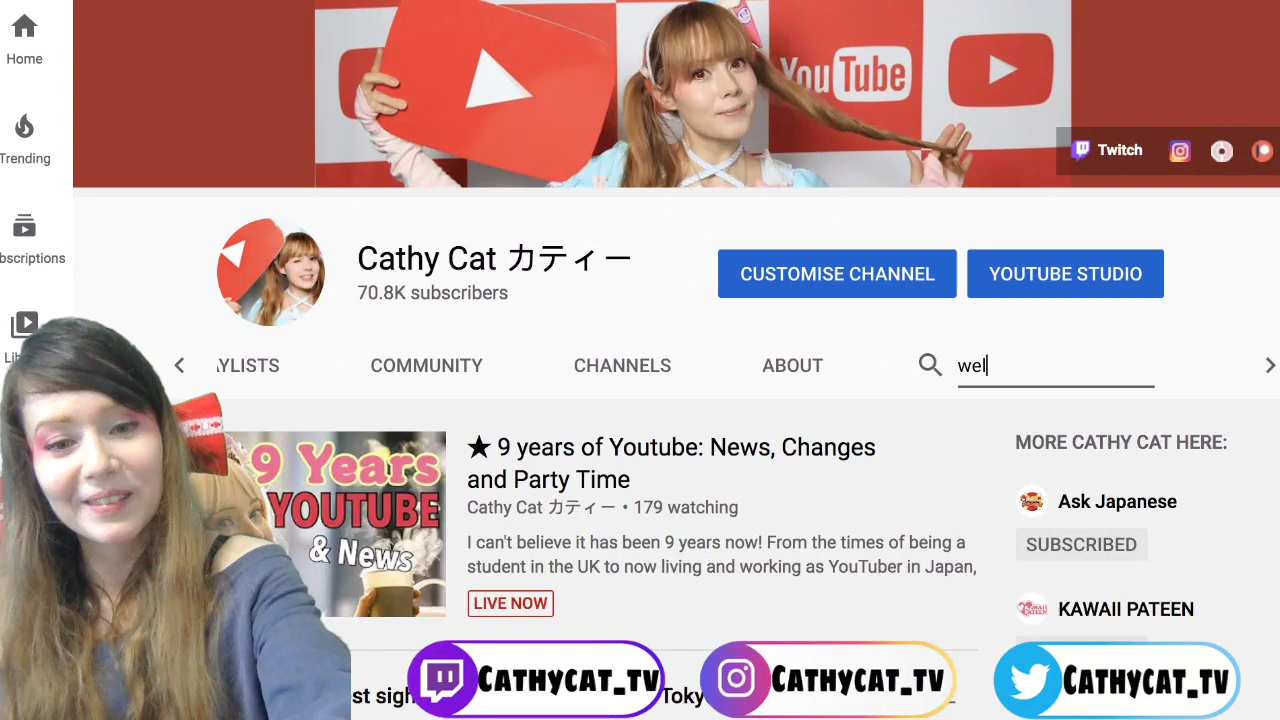 Home
Trending
bscriptions
YouTube
Twitch
Cathy Cat カティー
70.8K subscribers
CUSTOMISE CHANNEL
YOUTUBE STUDIO
YLISTS
COMMUNITY
CHANNELS
ABOUT
wel
9 Years
YOUTUBE
& News
★ 9 years of Youtube: News, Changes
and Party Time
Cathy Cat カティー • 179 watching
I can't believe it has been 9 years now! From the times of being a
student in the UK to now living and working as YouTuber in Japan,
LIVE NOW
MORE CATHY CAT HERE:
Ask Japanese
SUBSCRIBED
KAWAII PATEEN
Cathycat_tv
Cathycat_tv
Cathycat_tv